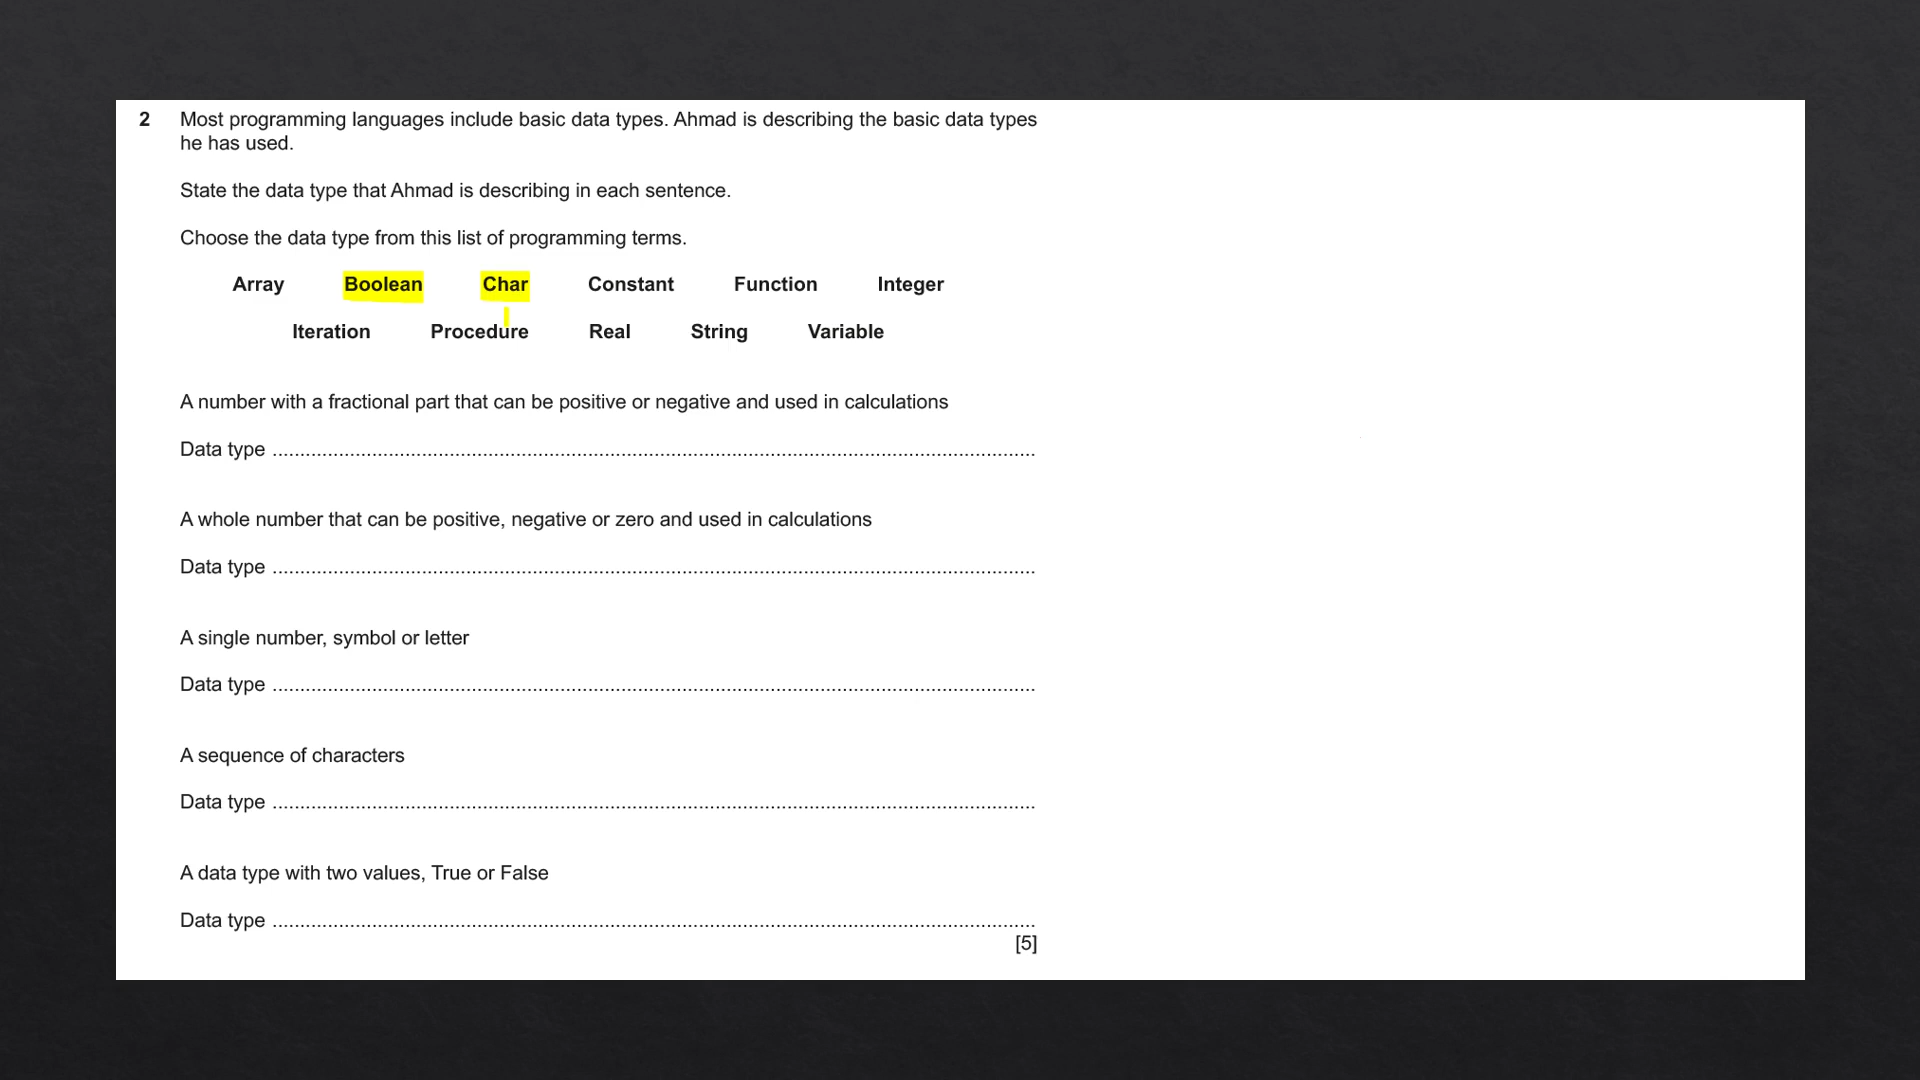 2 Most programming languages include basic data types. Ahmad is describing the basic data types
he has used.
State the data type that Ahmad is describing in each sentence.
Choose the data type from this list of programming terms.
Array Boolean Char Constant Function Integer
Iteration Procedure Real String Variable
A number with a fractional part that can be positive or negative and used in calculations
Data type ..........................................................................................................................................
A whole number that can be positive, negative or zero and used in calculations
Data type ..........................................................................................................................................
A single number, symbol or letter
Data type ..........................................................................................................................................
A sequence of characters
Data type ..........................................................................................................................................
A data type with two values, True or False
Data type ..........................................................................................................................................
[5]